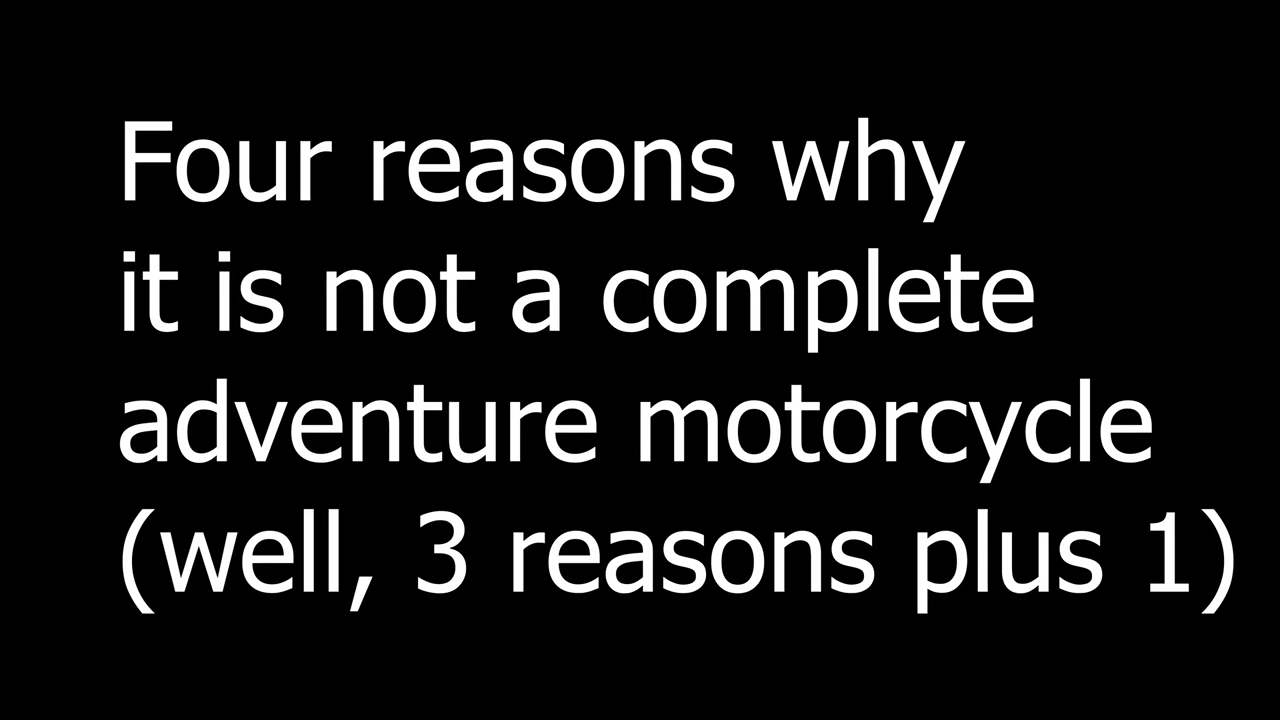 Four reasons why
it is not a complete
adventure motorcycle
(well, 3 reasons plus 1)